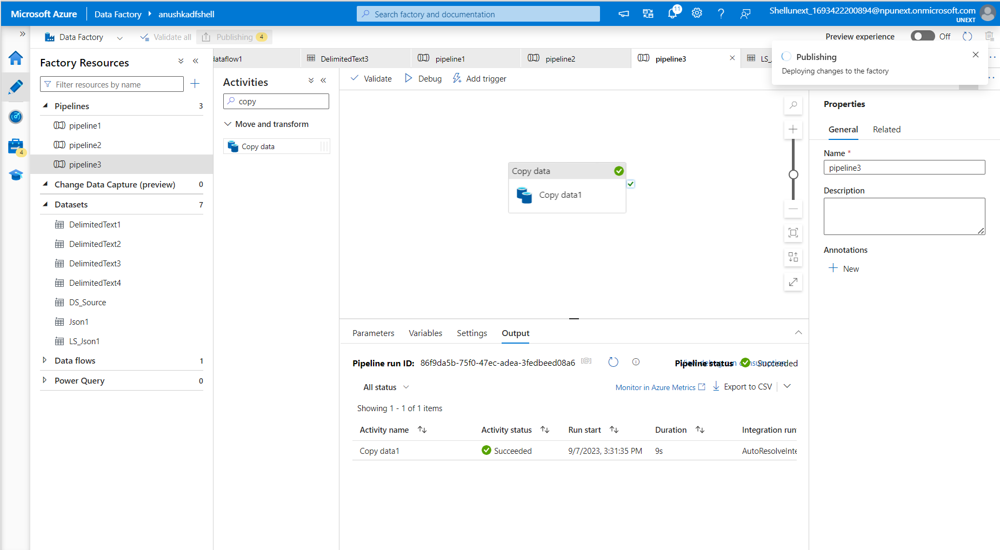 Microsoft Azure
Data Factory
anushkadfshell
Search factory and documentation
11
Shellunext_1693422200894@npunext.onmicrosoft.com
UNEXT
Data Factory
Validate all
Publishing
4
Preview experience
Off
Factory Resources
Filter resources by name
Pipelines
3
pipeline1
pipeline2
pipeline3
Change Data Capture (preview)
0
Datasets
7
DelimitedText1
DelimitedText2
DelimitedText3
DelimitedText4
DS_Source
Json1
LS_Json1
Data flows
1
Power Query
0
4
dataflow1
DelimitedText3
pipeline1
pipeline2
pipeline3
LS_
Publishing
Deploying changes to the factory
Activities
copy
Move and transform
Copy data
Validate
Debug
Add trigger
Copy data
Copy data1
Properties
General
Related
Name *
pipeline3
Description
Annotations
New
Parameters
Variables
Settings
Output
Pipeline run ID:
86f9da5b-75f0-47ec-adea-3fedbeed08a6
[@]
Pipeline status
Succeeded
All status
Monitor in Azure Metrics
Export to CSV
Showing 1 - 1 of 1 items
Activity name
Activity status
Run start
Duration
Integration run
Copy data1
Succeeded
9/7/2023, 3:31:35 PM
9s
AutoResolveInte